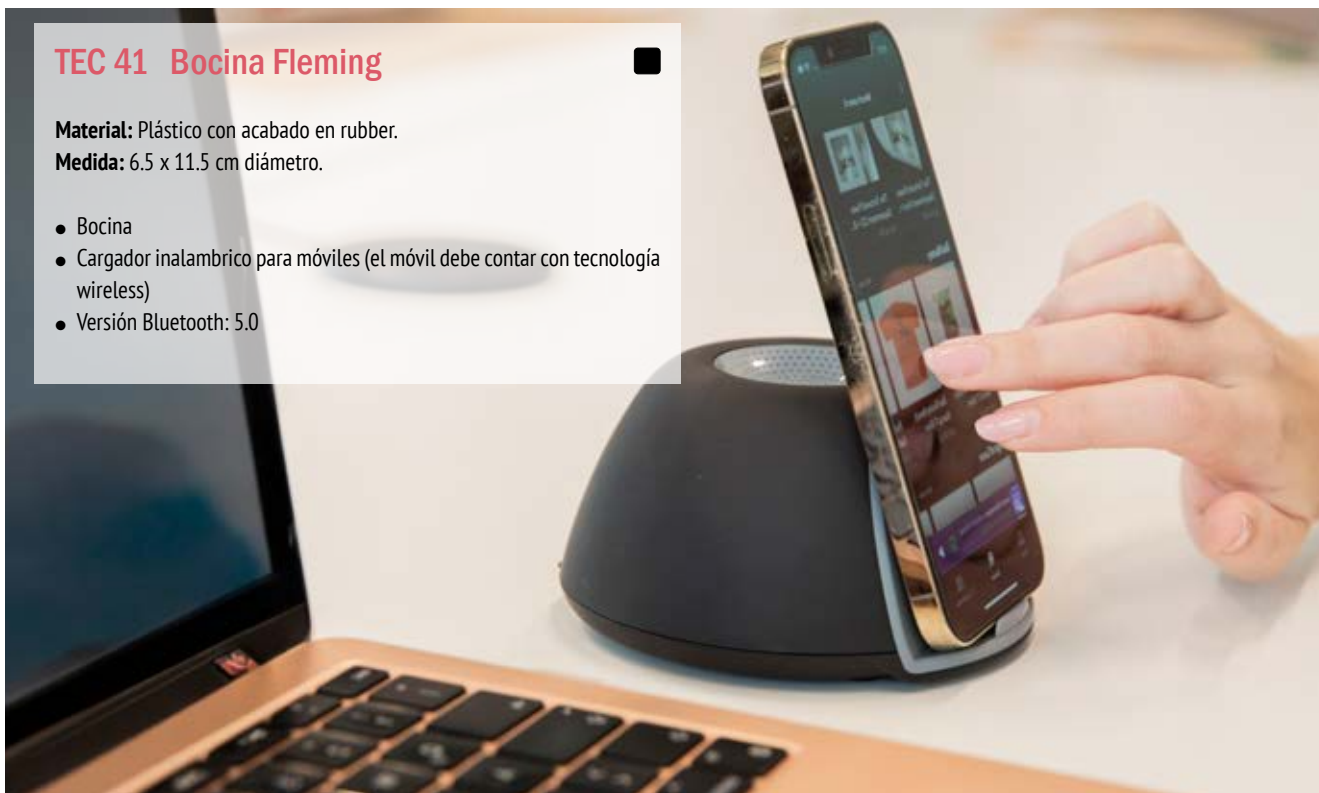 TEC 41 Bocina Fleming
Material: Plástico con acabado en rubber.
Medida: 6.5 x 11.5 cm diámetro.
● Bocina
● Cargador inalambrico para móviles (el móvil debe contar con tecnología
wireless)
● Versión Bluetooth: 5.0